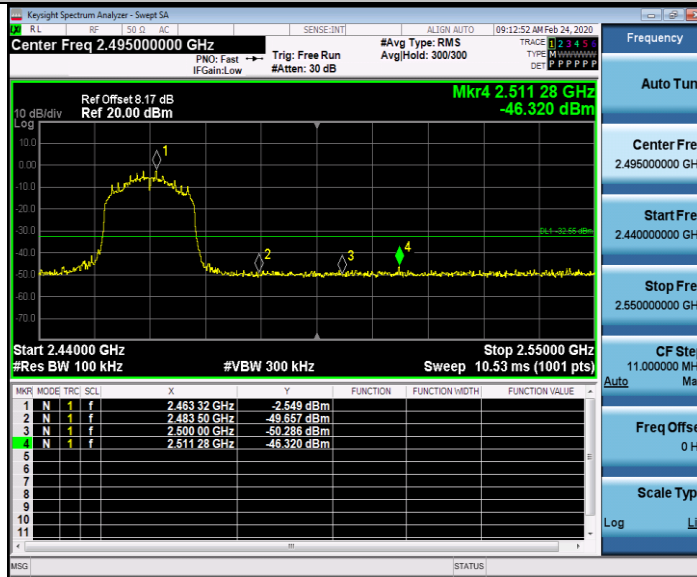 Keysight Spectrum Analyzer - Swept SA
LXI RL RF 50 Ω AC SENSE:INT ALIGN AUTO 09:12:52 AM Feb 24, 2020
Center Freq 2.495000000 GHz
PNO: Fast
IFGain:Low
Trig: Free Run
#Atten: 30 dB
#Avg Type: RMS
Avg|Hold: 300/300
TRACE 1 2 3 4 5 6
TYPE M W W W W W
DET P P P P P P
Frequency
Mkr4 2.511 28 GHz
-46.320 dBm
Ref Offset 8.17 dB
10 dB/div Ref 20.00 dBm
Log
10.0
0.00
-10.0
-20.0
-30.0
-40.0
-50.0
-60.0
-70.0
1
DL1 -32.55 dBm
2
3
4
Start 2.44000 GHz Stop 2.55000 GHz
#Res BW 100 kHz #VBW 300 kHz Sweep 10.53 ms (1001 pts)
MKR MODE TRC SCL X Y FUNCTION FUNCTION WIDTH FUNCTION VALUE
1 N 1 f 2.463 32 GHz -2.549 dBm
2 N 1 f 2.483 50 GHz -49.657 dBm
3 N 1 f 2.500 00 GHz -50.286 dBm
4 N 1 f 2.511 28 GHz -46.320 dBm
5
6
7
8
9
10
11
Auto Tun
Center Fre
2.495000000 GH
Start Fre
2.440000000 GH
Stop Fre
2.550000000 GH
CF Ste
11.000000 MH
Auto Ma
Freq Offse
0 H
Scale Typ
Log Li
MSG STATUS